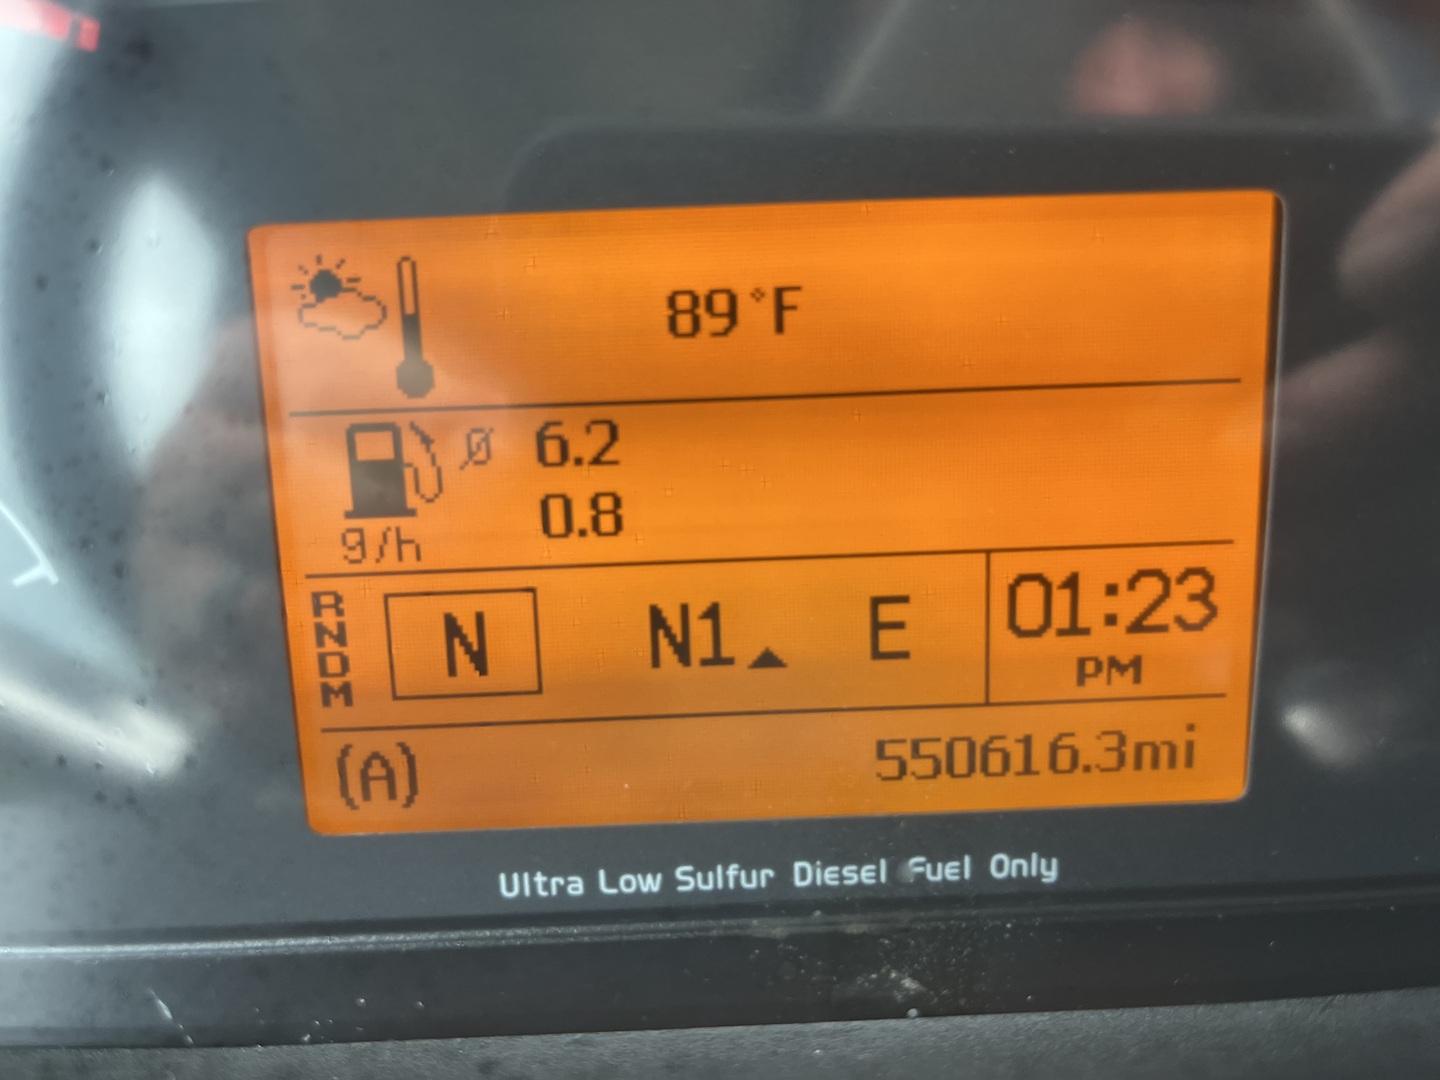 89°F
Ø 6.2
0.8
g/h
R
N
D
M
N N1▲ E
01:23
PM
(A) 550616.3mi
Ultra Low Sulfur Diesel Fuel Only